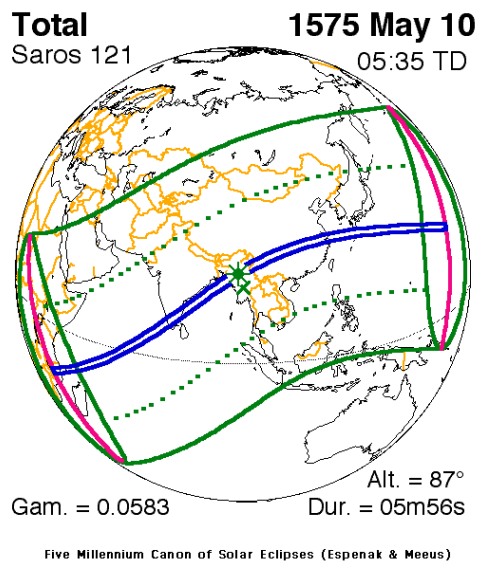 Total
1575 May 10
Saros 121
05:35 TD
Alt. = 87°
Gam. = 0.0583
Dur. = 05m56s
Five Millennium Canon of Solar Eclipses (Espenak & Meeus)